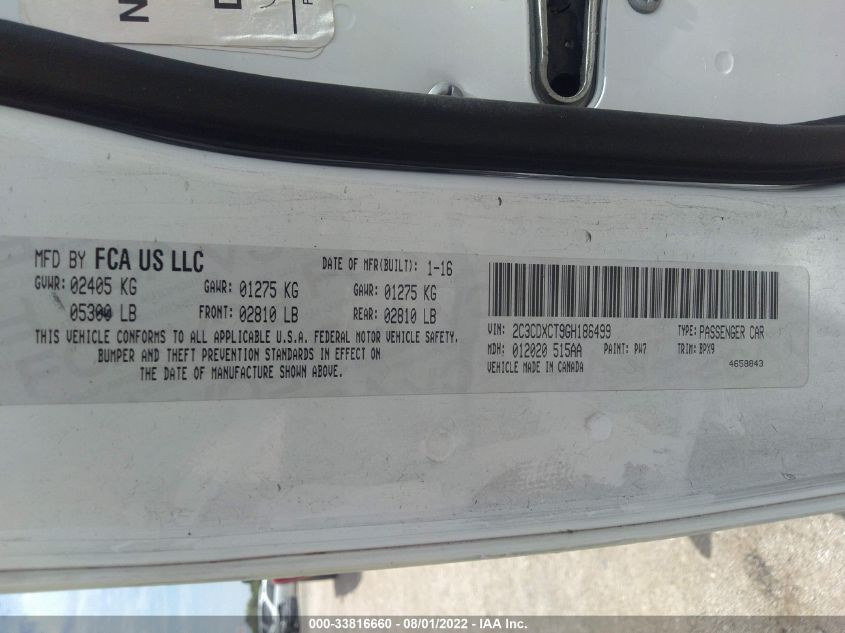 MFD BY FCA US LLC
DATE OF MFR(BUILT): 1-16
GVWR: 02405 KG GAWR: 01275 KG GAWR: 01275 KG
05300 LB FRONT: 02810 LB REAR: 02810 LB
THIS VEHICLE CONFORMS TO ALL APPLICABLE U.S.A. FEDERAL MOTOR VEHICLE SAFETY,
BUMPER AND THEFT PREVENTION STANDARDS IN EFFECT ON
THE DATE OF MANUFACTURE SHOWN ABOVE.
VIN: 2C3CDXCT9GH186499 TYPE: PASSENGER CAR
MDH: 012020 515AA PAINT: PW7 TRIM: BPX9
VEHICLE MADE IN CANADA 4658843
000-33816660 - 08/01/2022 - IAA Inc.